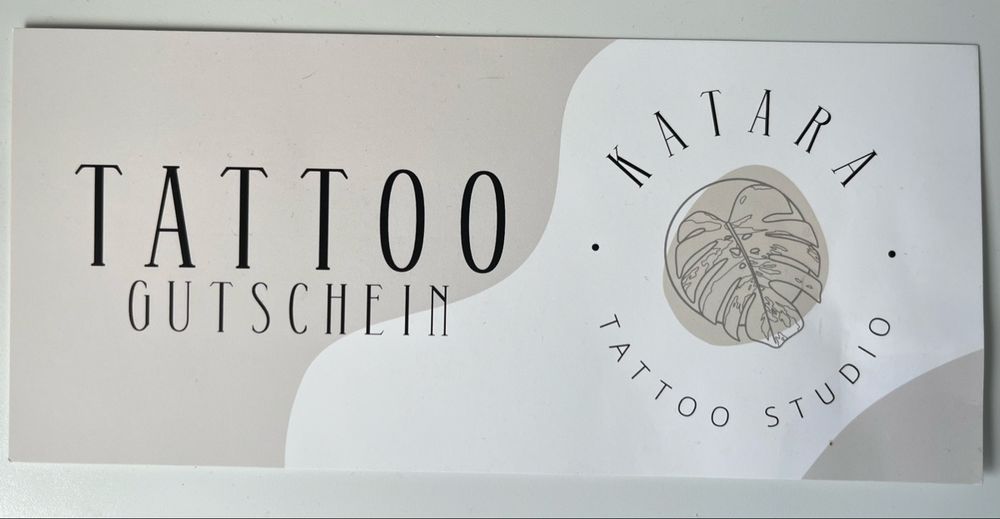 TATTOO
GUTSCHEIN
KATARA
TATTOO STUDIO